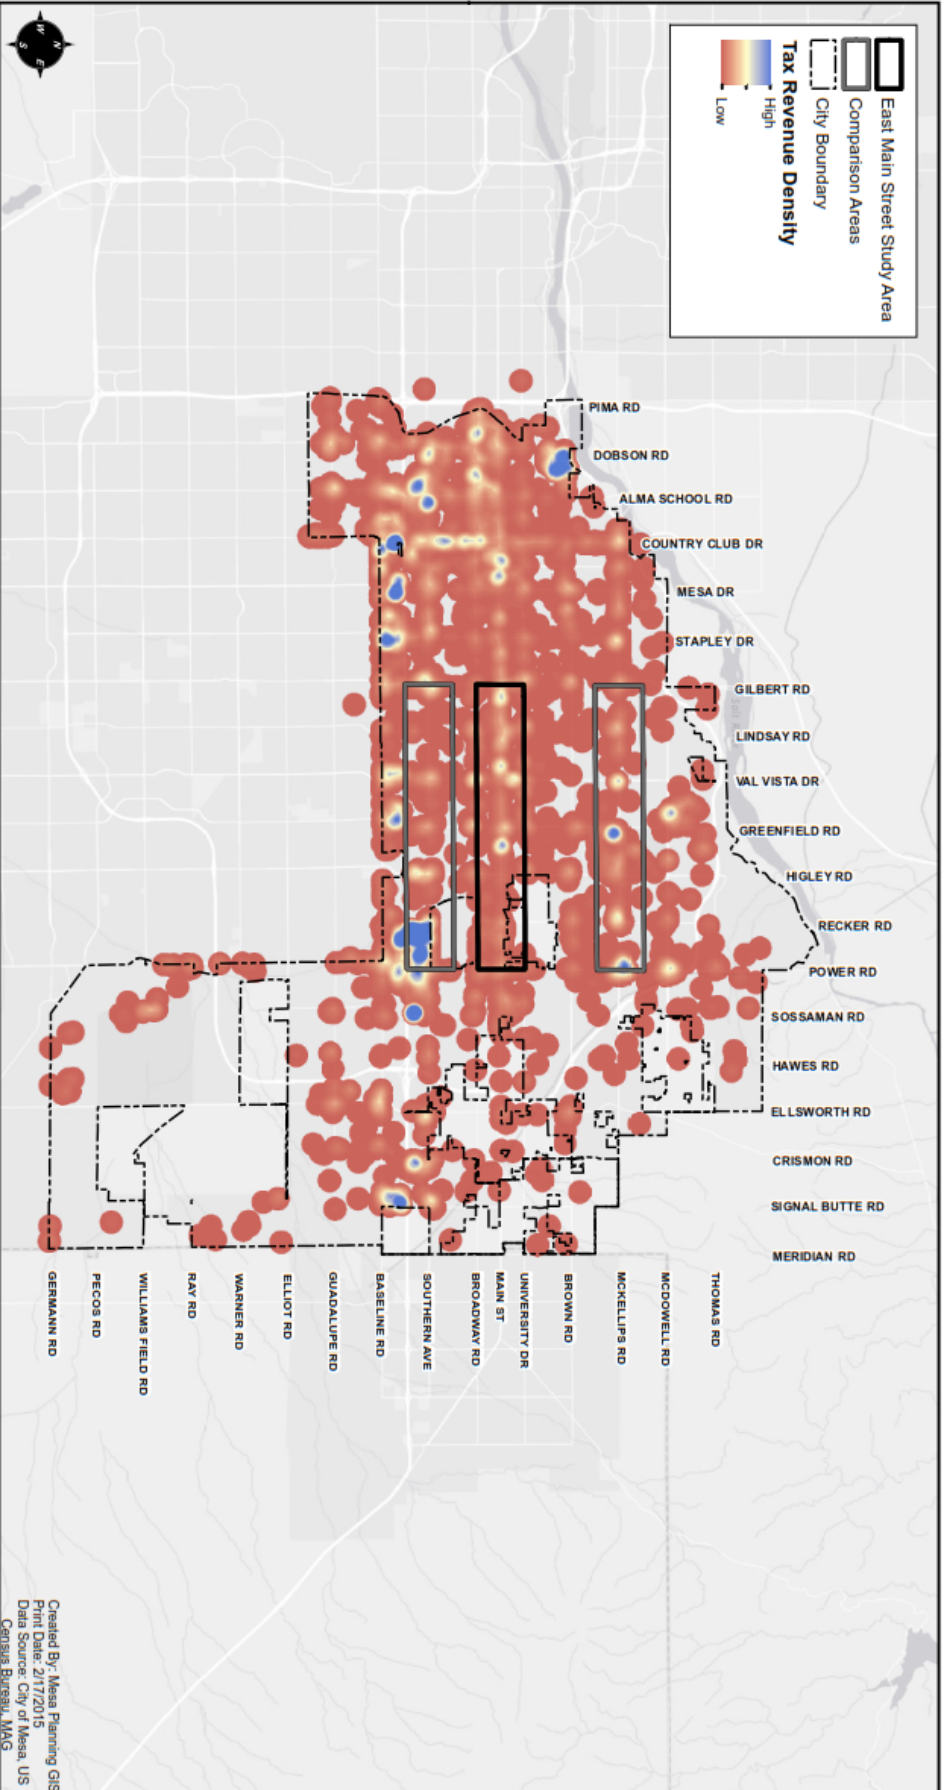 East Main Street Study Area
Comparison Areas
City Boundary
Tax Revenue Density
High
Low
N
E
S
W
PIMA RD
DOBSON RD
ALMA SCHOOL RD
COUNTRY CLUB DR
MESA DR
STAPLEY DR
GILBERT RD
LINDSAY RD
VAL VISTA DR
GREENFIELD RD
HIGLEY RD
RECKER RD
POWER RD
SOSSAMAN RD
HAWES RD
ELLSWORTH RD
CRISMON RD
SIGNAL BUTTE RD
MERIDIAN RD
THOMAS RD
MCDOWELL RD
MCKELLIPS RD
BROWN RD
UNIVERSITY DR
MAIN ST
BROADWAY RD
SOUTHERN AVE
BASELINE RD
GUADALUPE RD
ELLIOT RD
WARNER RD
RAY RD
WILLIAMS FIELD RD
PECOS RD
GERMANN RD
Created By: Mesa Planning GIS
Print Date: 2/17/2015
Data Source: City of Mesa, US
Census Bureau, MAG